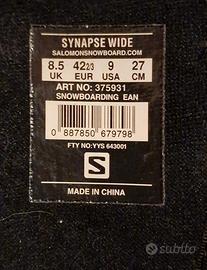 SYNAPSE WIDE
SALOMONSNOWBOARD.COM
8.5 42 2/3 9 27
UK EUR USA CM
ART NO: 375931
SNOWBOARDING EAN
0 887850 679798
FTY NO:YYS 643001
S
MADE IN CHINA
subito